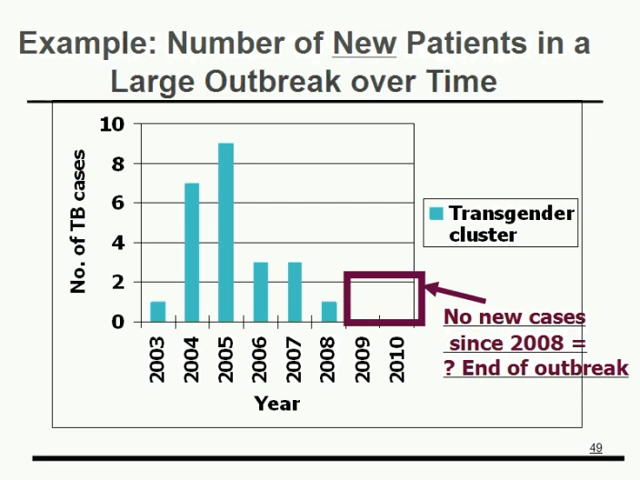 Example: Number of New Patients in a
Large Outbreak over Time
10
8
6
4
2
0
No. of TB cases
2003
2004
2005
2006
2007
2008
2009
2010
Year
Transgender
cluster
No new cases
since 2008 =
? End of outbreak
49